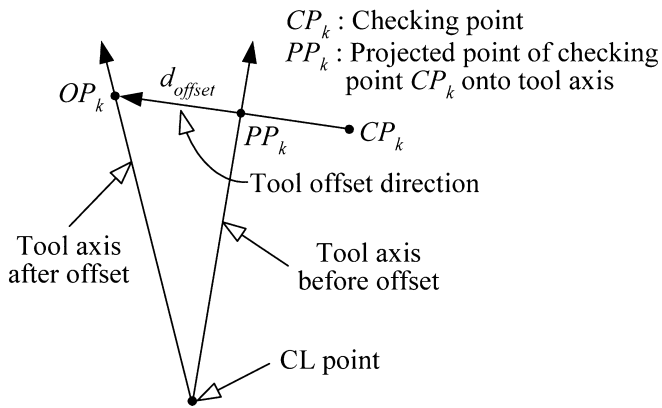 CPₖ : Checking point
PPₖ : Projected point of checking
point CPₖ onto tool axis
d_offset
OPₖ
PPₖ
CPₖ
Tool offset direction
Tool axis
after offset
Tool axis
before offset
CL point